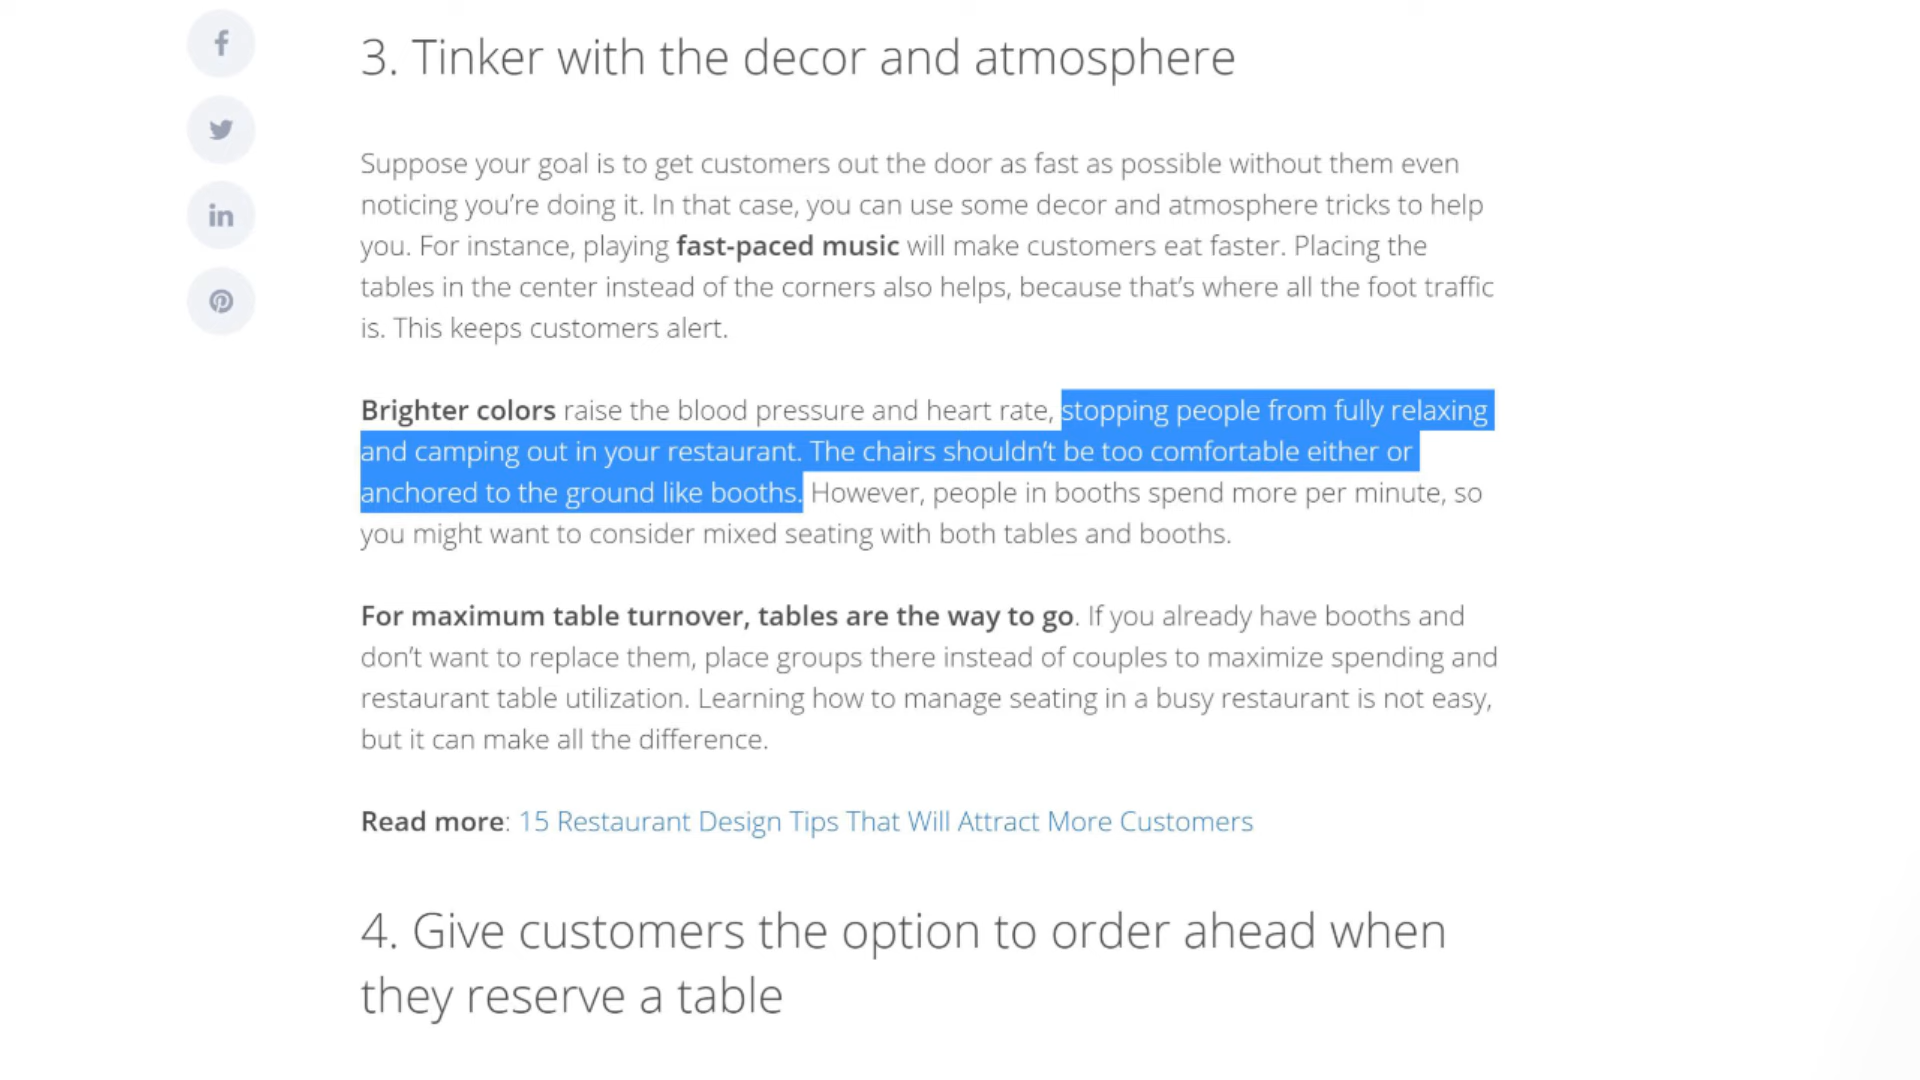 3. Tinker with the decor and atmosphere
Suppose your goal is to get customers out the door as fast as possible without them even
noticing you’re doing it. In that case, you can use some decor and atmosphere tricks to help
you. For instance, playing fast-paced music will make customers eat faster. Placing the
tables in the center instead of the corners also helps, because that’s where all the foot traffic
is. This keeps customers alert.
Brighter colors raise the blood pressure and heart rate, stopping people from fully relaxing
and camping out in your restaurant. The chairs shouldn’t be too comfortable either or
anchored to the ground like booths. However, people in booths spend more per minute, so
you might want to consider mixed seating with both tables and booths.
For maximum table turnover, tables are the way to go. If you already have booths and
don’t want to replace them, place groups there instead of couples to maximize spending and
restaurant table utilization. Learning how to manage seating in a busy restaurant is not easy,
but it can make all the difference.
Read more: 15 Restaurant Design Tips That Will Attract More Customers
4. Give customers the option to order ahead when
they reserve a table